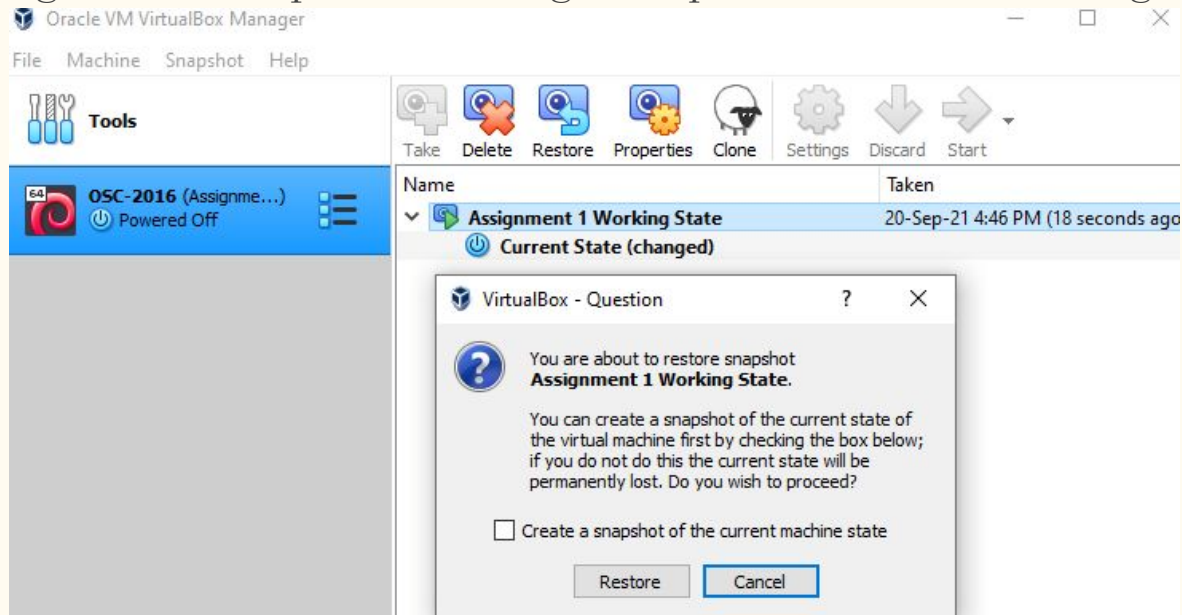 Oracle VM VirtualBox Manager
File Machine Snapshot Help
Tools
Take Delete Restore Properties Clone Settings Discard Start
Name Taken
64 OSC-2016 (Assignme...)
Powered Off
Assignment 1 Working State 20-Sep-21 4:46 PM (18 seconds ago
Current State (changed)
VirtualBox - Question ? ×
You are about to restore snapshot
Assignment 1 Working State.
You can create a snapshot of the current state of
the virtual machine first by checking the box below;
if you do not do this the current state will be
permanently lost. Do you wish to proceed?
Create a snapshot of the current machine state
Restore Cancel